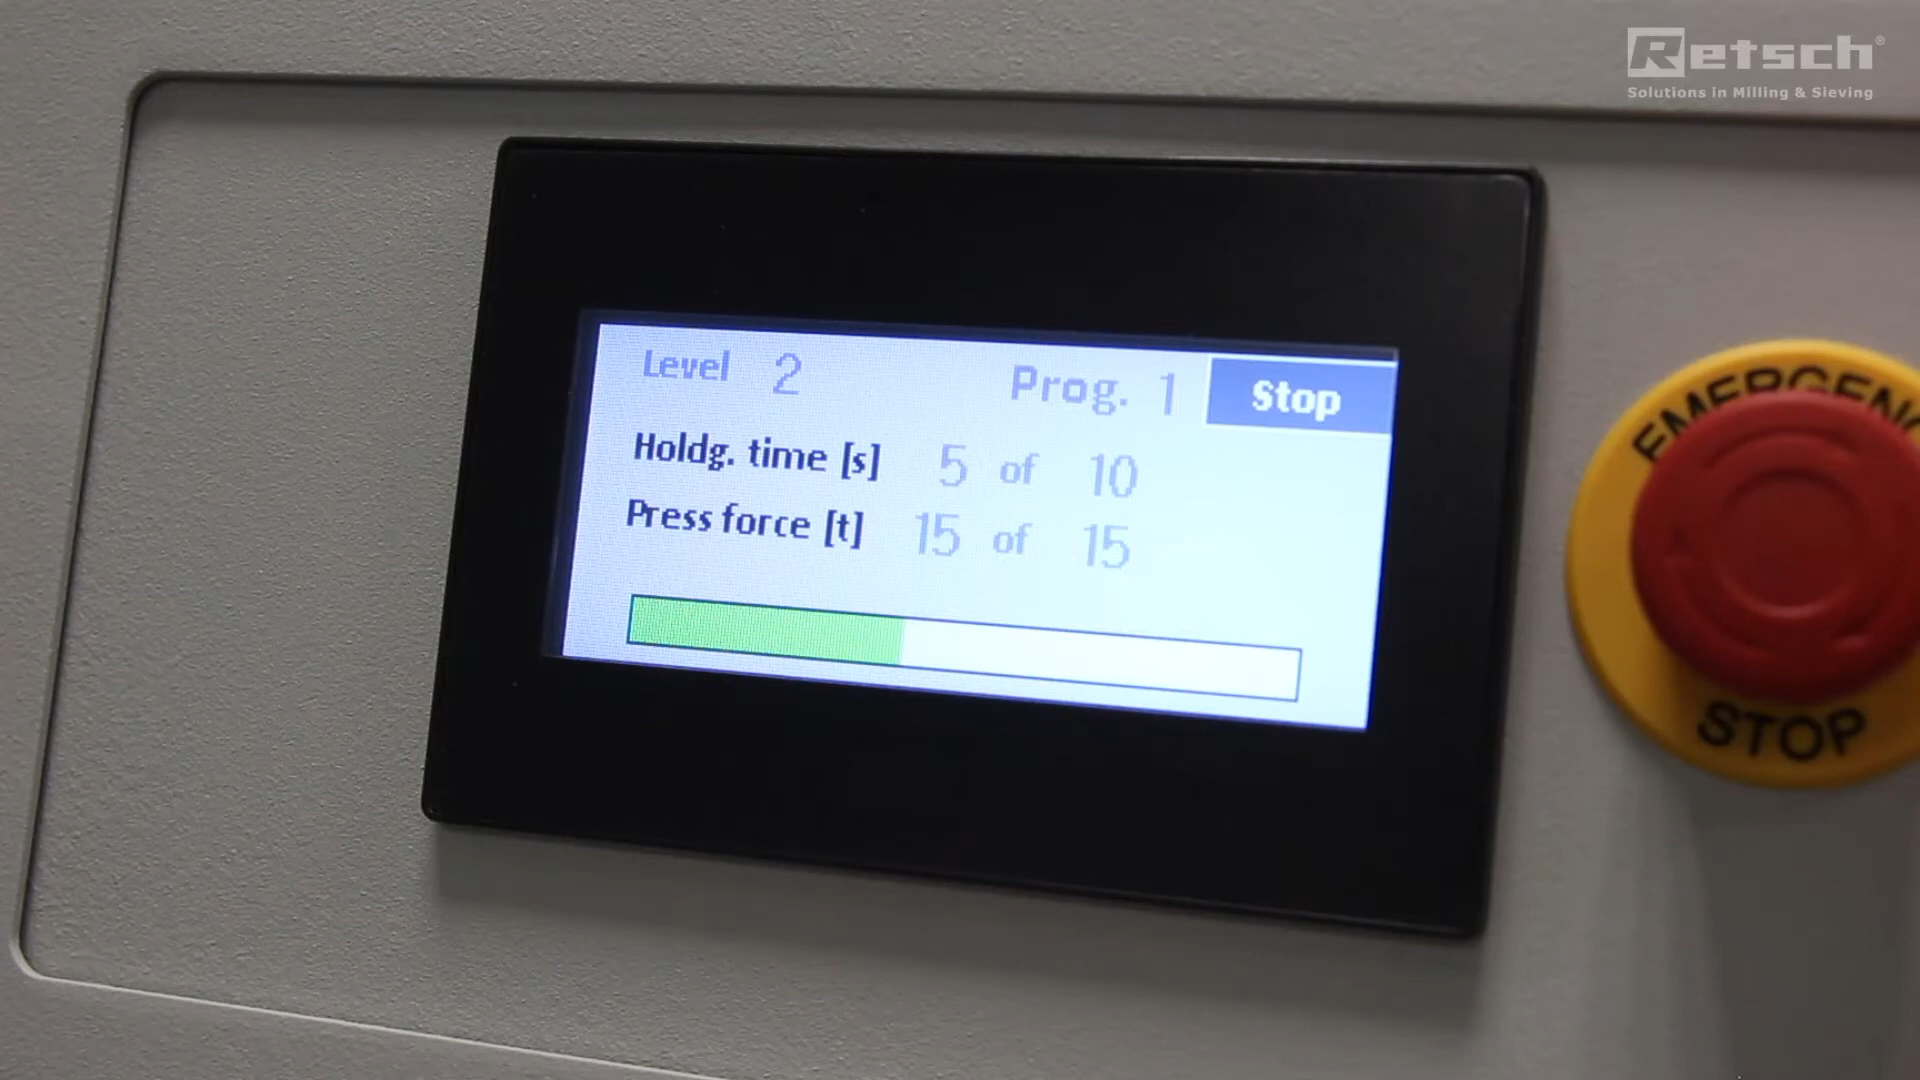 Retsch®
Solutions in Milling & Sieving
Level 2 Prog. 1 Stop
Holdg. time [s] 5 of 10
Press force [t] 15 of 15
EMERGENC
STOP